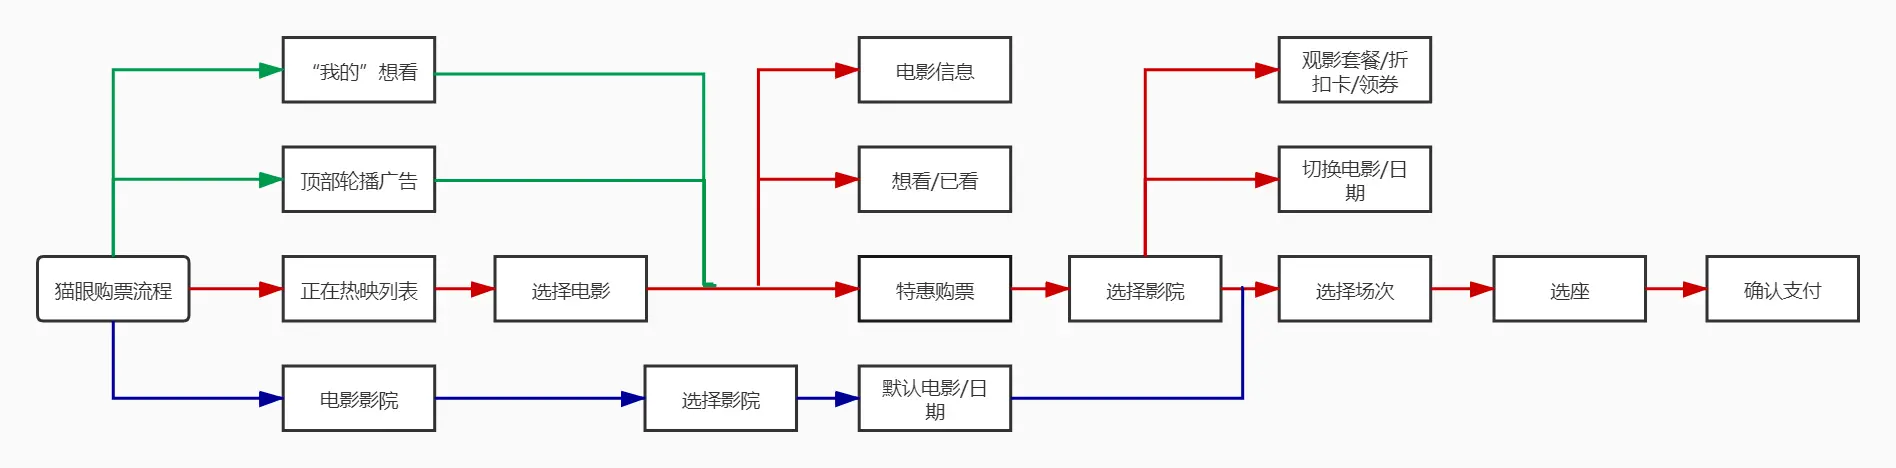 “我的”想看
电影信息
观影套餐/折
扣卡/领券
顶部轮播广告
想看/已看
切换电影/日
期
猫眼购票流程
正在热映列表
选择电影
特惠购票
选择影院
选择场次
选座
确认支付
电影影院
选择影院
默认电影/日
期